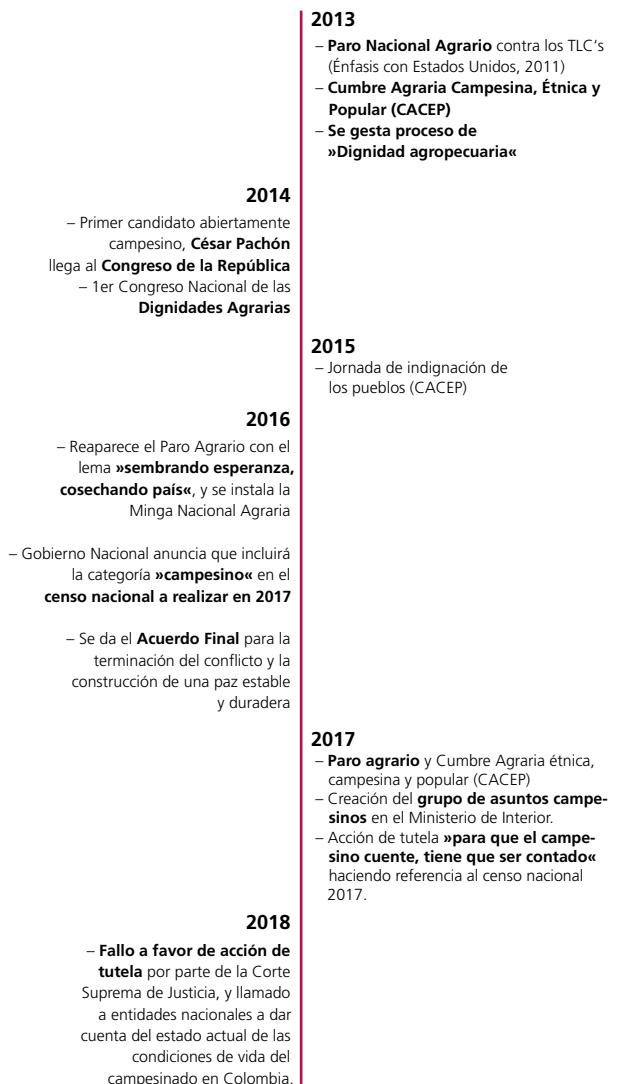 2013
– Paro Nacional Agrario contra los TLC's
(Énfasis con Estados Unidos, 2011)
– Cumbre Agraria Campesina, Étnica y
Popular (CACEP)
– Se gesta proceso de
»Dignidad agropecuaria«
2014
– Primer candidato abiertamente
campesino, César Pachón
llega al Congreso de la República
– 1er Congreso Nacional de las
Dignidades Agrarias
2015
– Jornada de indignación de
los pueblos (CACEP)
2016
– Reaparece el Paro Agrario con el
lema »sembrando esperanza,
cosechando país«, y se instala la
Minga Nacional Agraria
– Gobierno Nacional anuncia que incluirá
la categoría »campesino« en el
censo nacional a realizar en 2017
– Se da el Acuerdo Final para la
terminación del conflicto y la
construcción de una paz estable
y duradera
2017
– Paro agrario y Cumbre Agraria étnica,
campesina y popular (CACEP)
– Creación del grupo de asuntos campe-
sinos en el Ministerio de Interior.
– Acción de tutela »para que el campe-
sino cuente, tiene que ser contado«
haciendo referencia al censo nacional
2017.
2018
– Fallo a favor de acción de
tutela por parte de la Corte
Suprema de Justicia, y llamado
a entidades nacionales a dar
cuenta del estado actual de las
condiciones de vida del
campesinado en Colombia.